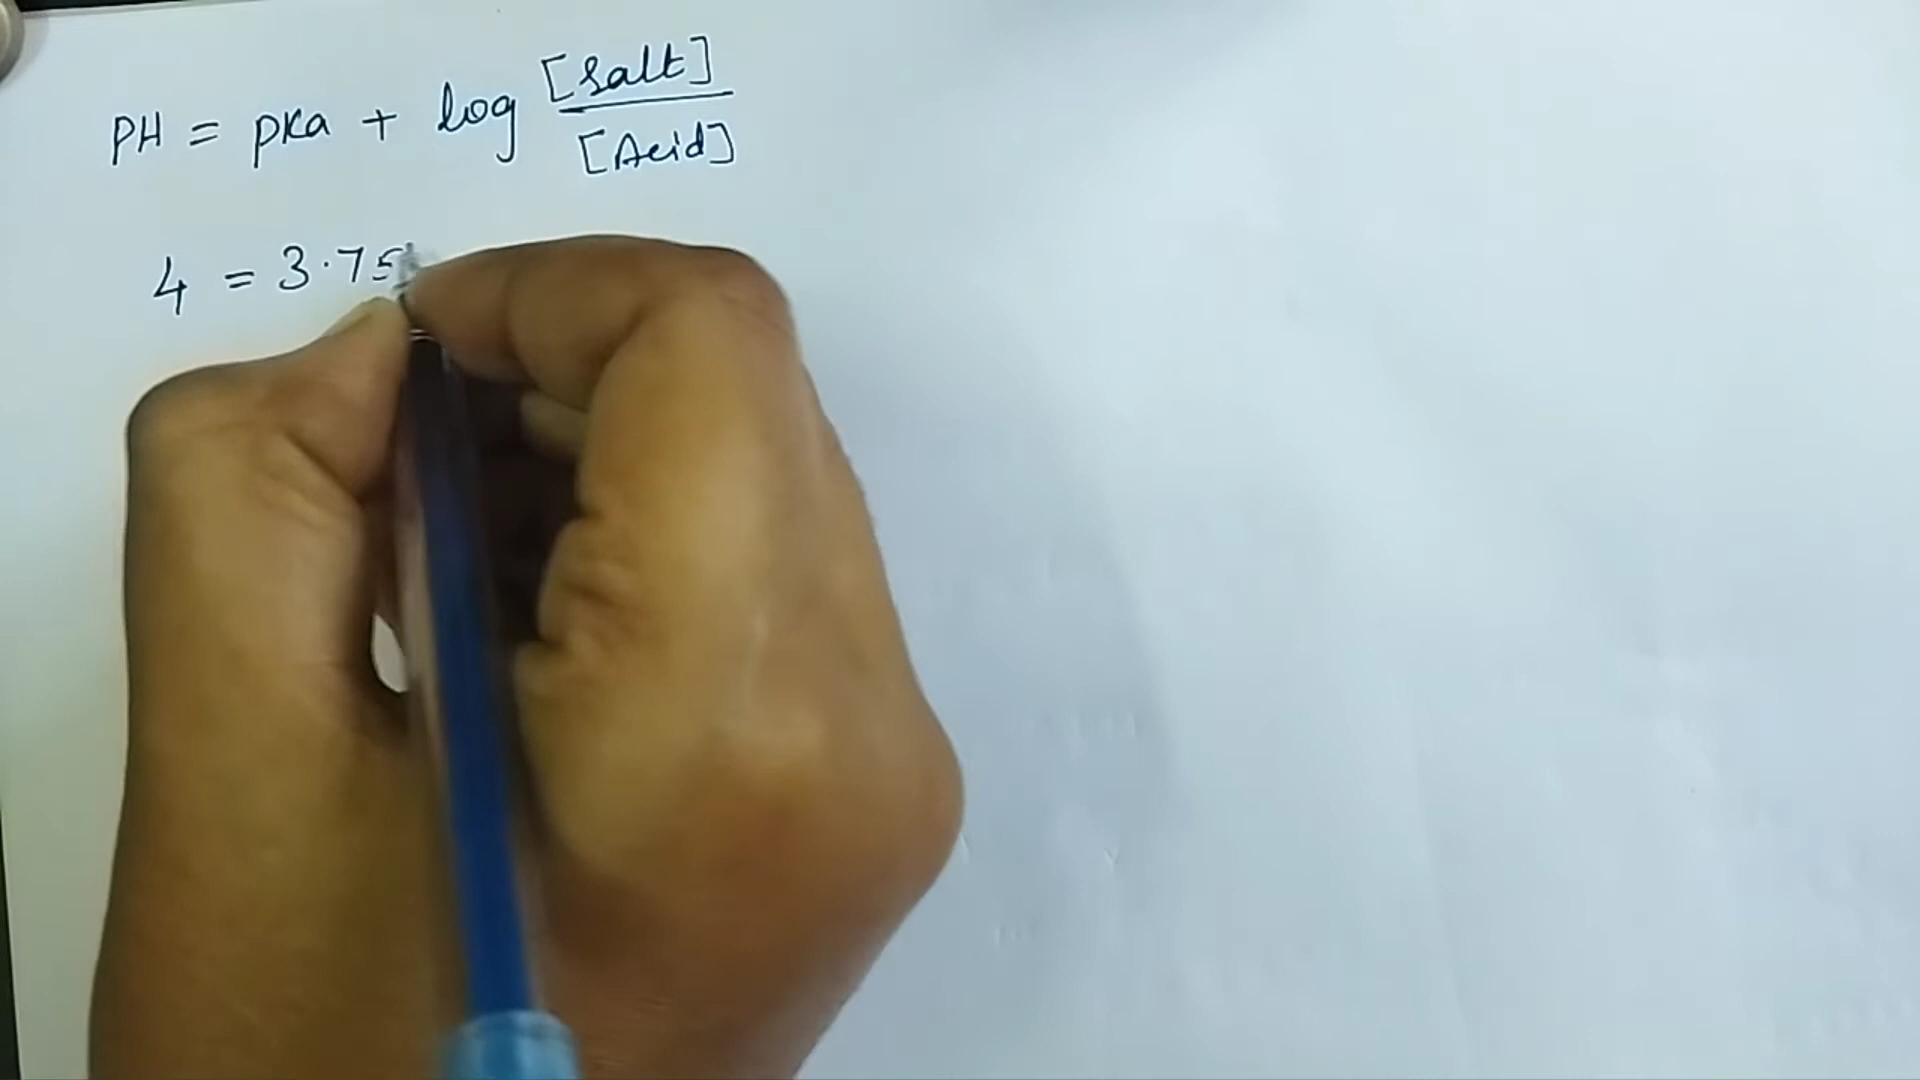 PH = pKa + log [Salt] / [Acid]
4 = 3.75